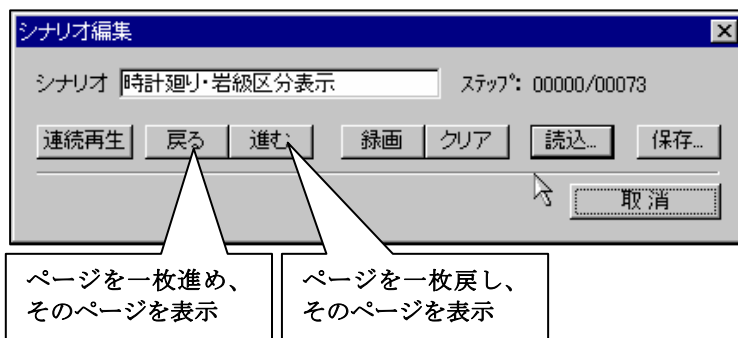 シナリオ編集
シナリオ 時計廻り・岩級区分表示 ステップ: 00000/00073
連続再生 戻る 進む 録画 クリア 読込... 保存...
取消
ページを一枚進め、
そのページを表示
ページを一枚戻し、
そのページを表示